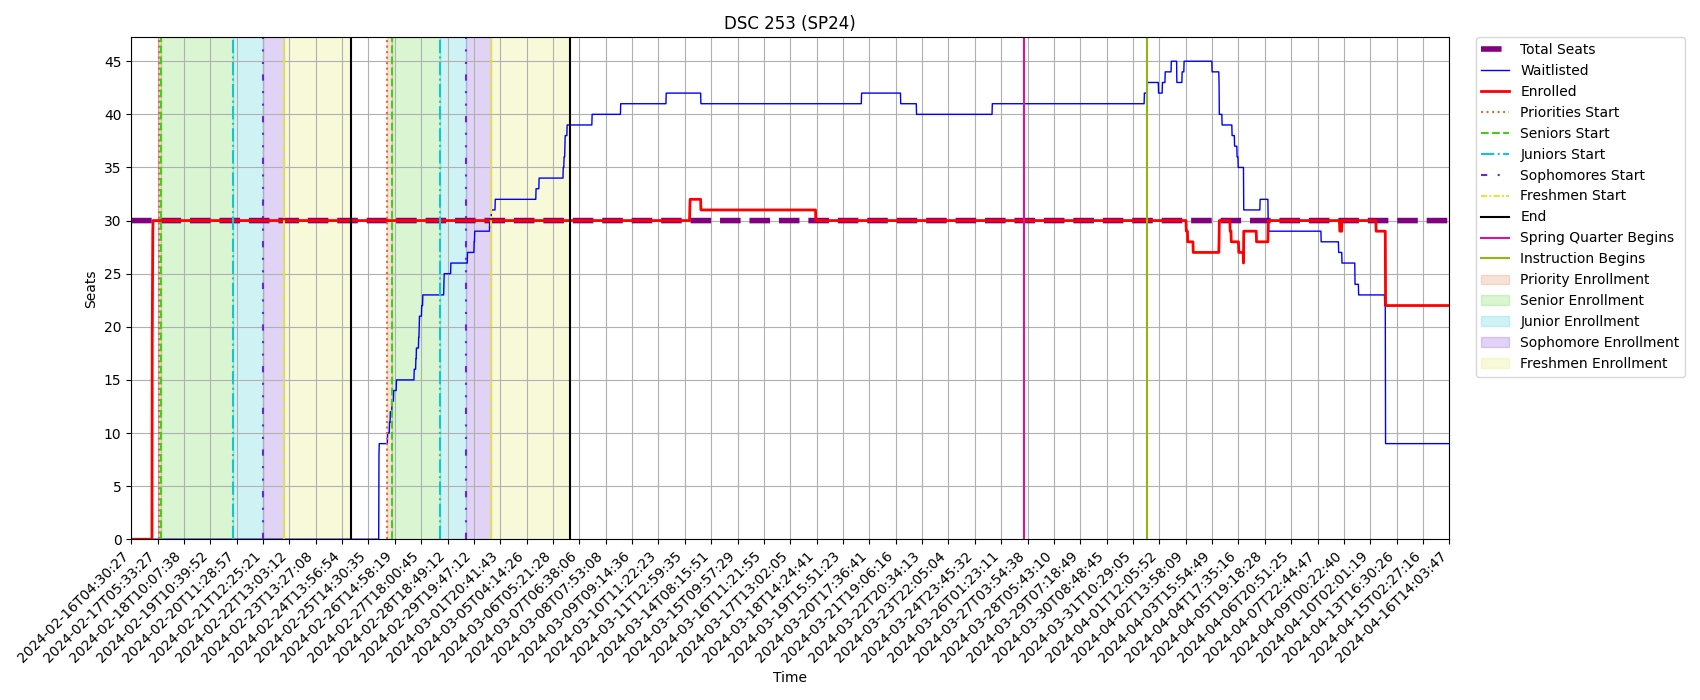 DSC 253 (SP24)
Seats
45
40
35
30
25
20
15
10
5
0
2024-02-16T04:30:27
2024-02-17T05:33:27
2024-02-18T10:07:38
2024-02-19T10:39:52
2024-02-20T11:28:57
2024-02-21T12:25:21
2024-02-22T13:03:12
2024-02-23T13:27:08
2024-02-24T13:56:54
2024-02-25T14:30:35
2024-02-26T14:58:19
2024-02-27T18:00:45
2024-02-28T18:49:12
2024-02-29T19:47:12
2024-03-01T20:41:43
2024-03-05T04:14:26
2024-03-06T05:21:28
2024-03-07T06:38:06
2024-03-08T07:53:08
2024-03-09T09:14:36
2024-03-10T11:22:23
2024-03-11T12:59:35
2024-03-14T08:15:51
2024-03-15T09:57:29
2024-03-16T11:21:55
2024-03-17T13:02:05
2024-03-18T14:24:41
2024-03-19T15:51:23
2024-03-20T17:36:41
2024-03-21T19:06:16
2024-03-22T20:34:13
2024-03-23T22:05:04
2024-03-24T23:45:32
2024-03-26T01:23:11
2024-03-27T03:54:38
2024-03-28T05:43:10
2024-03-29T07:18:49
2024-03-30T08:48:45
2024-03-31T10:29:05
2024-04-01T12:05:52
2024-04-02T13:58:09
2024-04-03T15:54:49
2024-04-04T17:35:16
2024-04-05T19:18:28
2024-04-06T20:51:25
2024-04-07T22:44:47
2024-04-09T00:22:40
2024-04-10T02:01:19
2024-04-13T16:30:26
2024-04-15T02:27:16
2024-04-16T14:03:47
Time
Total Seats
Waitlisted
Enrolled
Priorities Start
Seniors Start
Juniors Start
Sophomores Start
Freshmen Start
End
Spring Quarter Begins
Instruction Begins
Priority Enrollment
Senior Enrollment
Junior Enrollment
Sophomore Enrollment
Freshmen Enrollment